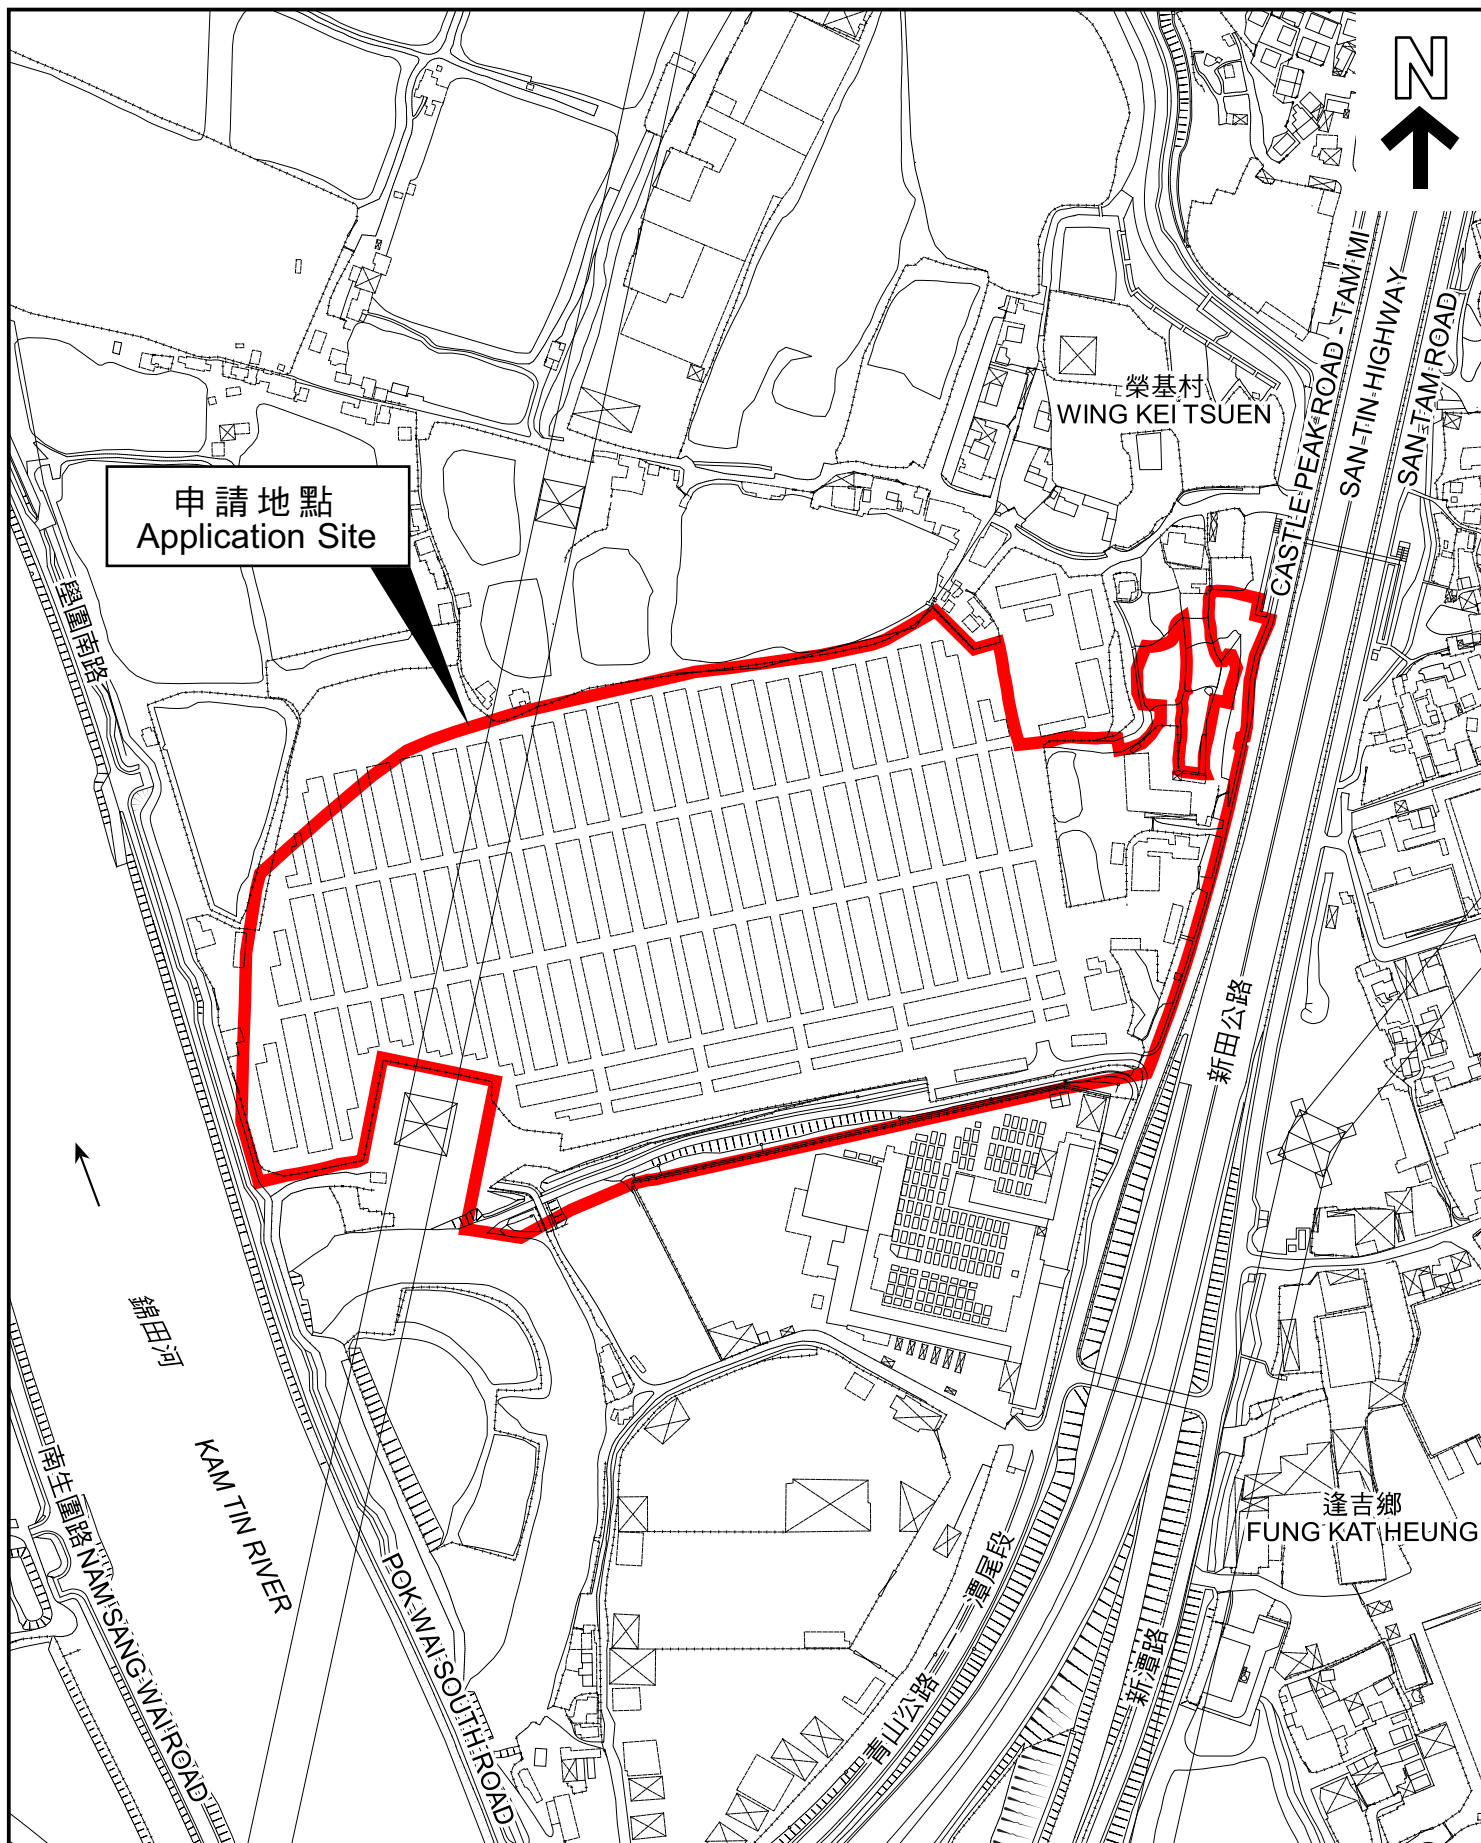 N
榮基村
WING KEI TSUEN
CASTLE PEAK ROAD - TAM MI
SAN TIN HIGHWAY
SAN TAM ROAD
申請地點
Application Site
壆圍南路
新田公路
錦田河
KAM TIN RIVER
南生圍路 NAM SANG WAI ROAD
POK WAI SOUTH ROAD
青山公路 — 潭尾段
新潭路
逢吉鄉
FUNG KAT HEUNG